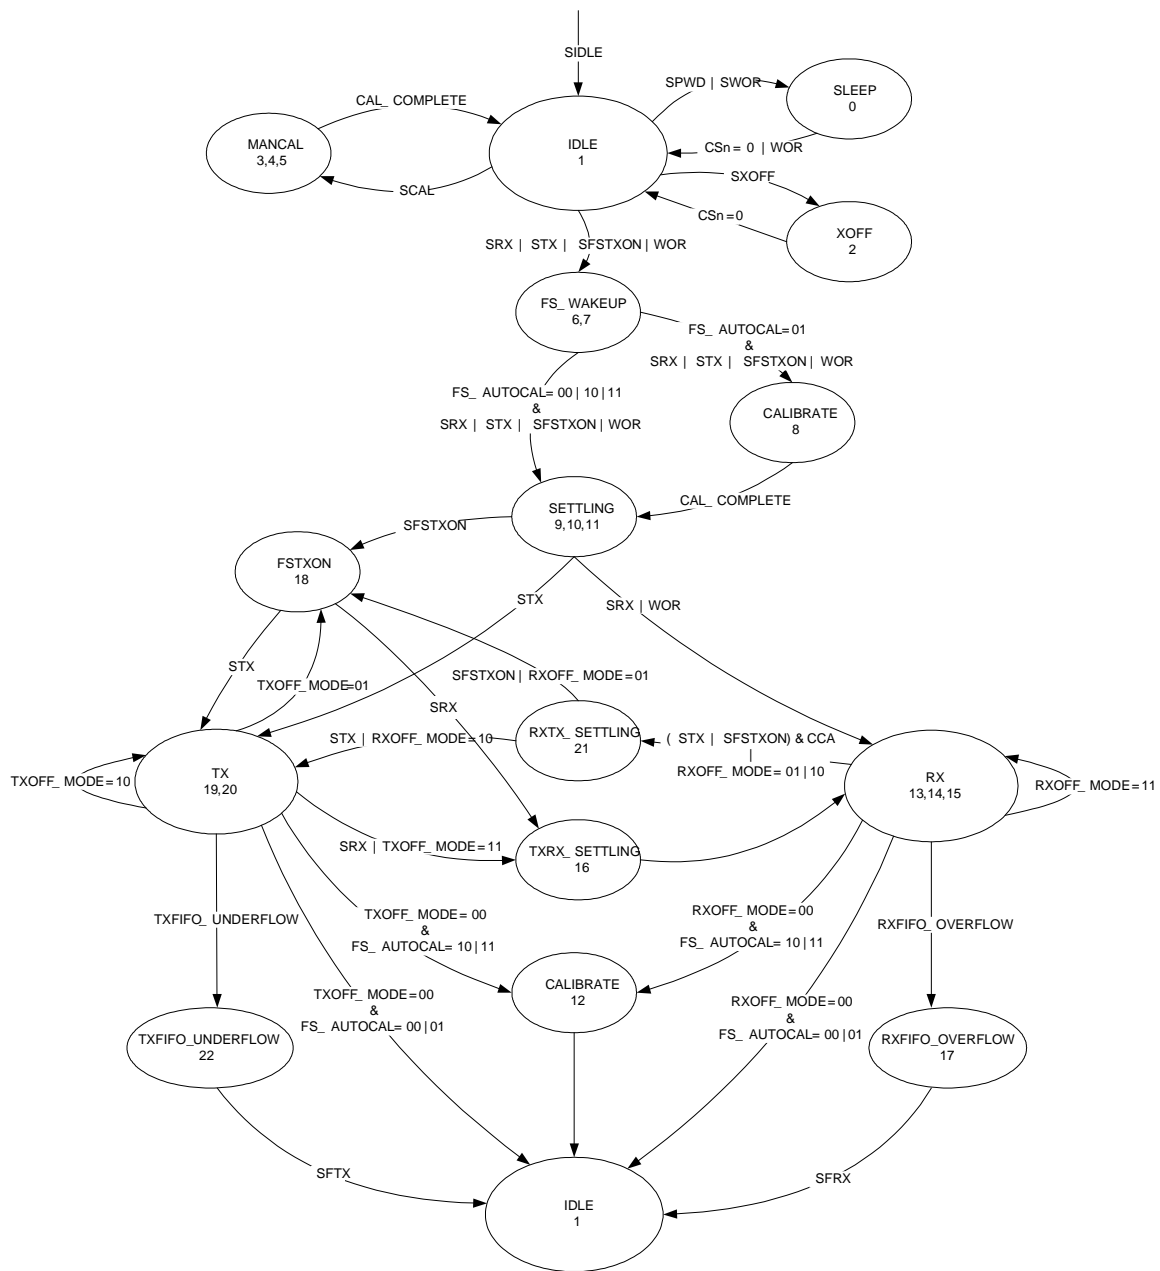 SIDLE
SPWD | SWOR
SLEEP
0
CAL_ COMPLETE
MANCAL
3,4,5
IDLE
1
CSn = 0 | WOR
SXOFF
SCAL
CSn = 0
XOFF
2
SRX | STX | SFSTXON | WOR
FS_ WAKEUP
6,7
FS_ AUTOCAL= 01
&
SRX | STX | SFSTXON | WOR
FS_ AUTOCAL= 00 | 10 | 11
&
SRX | STX | SFSTXON | WOR
CALIBRATE
8
CAL_ COMPLETE
SETTLING
9,10,11
SFSTXON
FSTXON
18
STX
SRX | WOR
STX
TXOFF_ MODE=01
SFSTXON | RXOFF_ MODE = 01
SRX
STX | RXOFF_ MODE = 10
RXTX_ SETTLING
21
( STX | SFSTXON) & CCA
|
RXOFF_ MODE = 01 | 10
TXOFF_ MODE = 10
TX
19,20
RX
13,14,15
RXOFF_ MODE = 11
SRX | TXOFF_ MODE = 11
TXRX_ SETTLING
16
TXFIFO_ UNDERFLOW
TXOFF_ MODE = 00
&
FS_ AUTOCAL= 10 | 11
RXOFF_ MODE = 00
&
FS_ AUTOCAL= 10 | 11
RXFIFO_ OVERFLOW
CALIBRATE
12
TXOFF_ MODE = 00
&
FS_ AUTOCAL= 00 | 01
RXOFF_ MODE = 00
&
FS_ AUTOCAL= 00 | 01
TXFIFO_UNDERFLOW
22
RXFIFO_OVERFLOW
17
SFTX
SFRX
IDLE
1